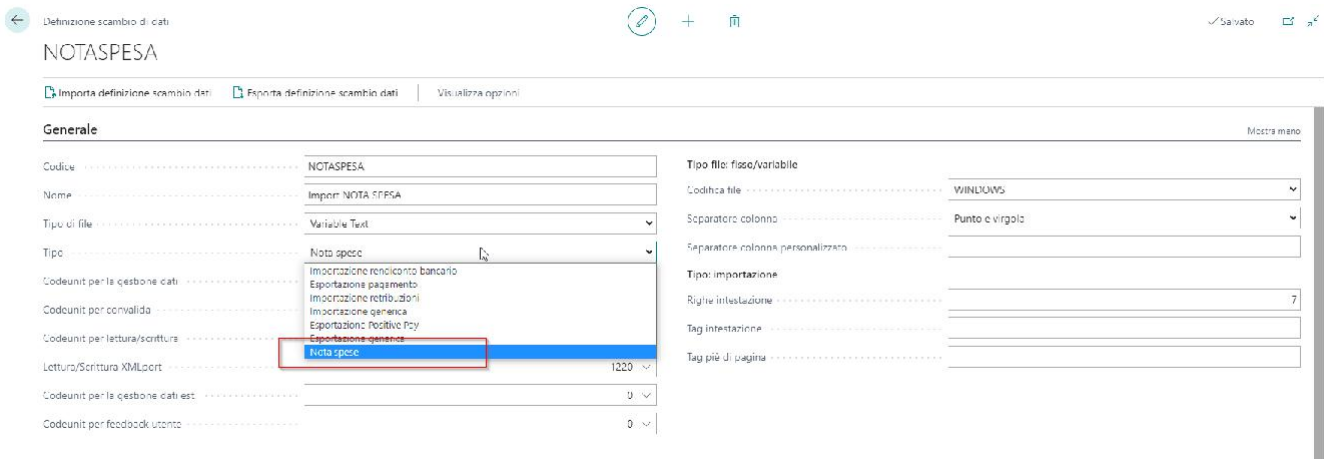 Definizione scambio di dati
Salvato
NOTASPESA
Importa definizione scambio dati
Esporta definizione scambio dati
Visualizza opzioni
Generale
Mostra meno
Codice
NOTASPESA
Nome
Import NOTA SPESA
Tipo di file
Variable Text
Tipo
Nota spese
Importazione rendiconto bancario
Esportazione pagamento
Importazione retribuzioni
Importazione generica
Esportazione Positive Pay
Esportazione generica
Nota spese
Codeunit per la gestione dati
Codeunit per convalida
Codeunit per lettura/scrittura
Lettura/Scrittura XMLport
1220
Codeunit per la gestione dati est.
0
Codeunit per feedback utente
0
Tipo file: fisso/variabile
Codifica file
WINDOWS
Separatore colonna
Punto e virgola
Separatore colonna personalizzato
Tipo: importazione
Righe intestazione
7
Tag intestazione
Tag piè di pagina